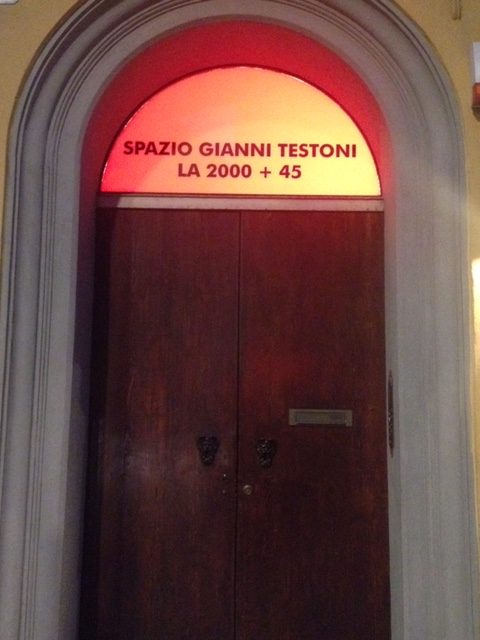 SPAZIO GIANNI TESTONI
LA 2000 + 45